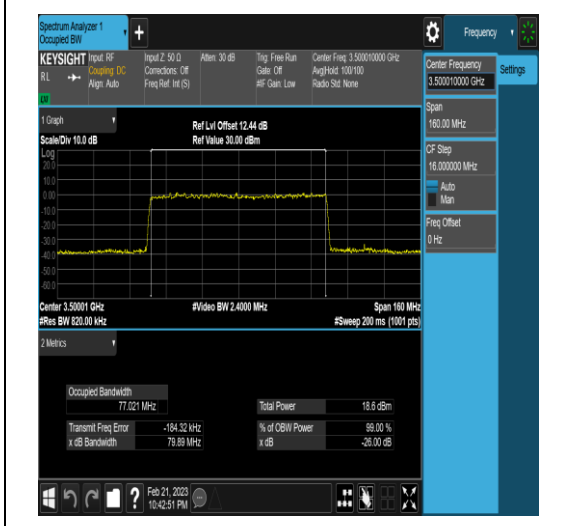 Spectrum Analyzer 1
Occupied BW
+
Frequency
KEYSIGHT
R L
LM
Input: RF
Coupling: DC
Align: Auto
Input Z: 50 Ω
Corrections: Off
Freq Ref: Int (S)
Atten: 30 dB
Trig: Free Run
Gate: Off
#IF Gain: Low
Center Freq: 3.500010000 GHz
Avg|Hold: 100/100
Radio Std: None
1 Graph
Scale/Div 10.0 dB
Ref Lvl Offset 12.44 dB
Ref Value 30.00 dBm
Log
20.0
10.0
0.00
-10.0
-20.0
-30.0
-40.0
-50.0
-60.0
Center 3.50001 GHz
#Res BW 820.00 kHz
#Video BW 2.4000 MHz
Span 160 MHz
#Sweep 200 ms (1001 pts)
2 Metrics
Occupied Bandwidth
77.021 MHz
Total Power 18.6 dBm
Transmit Freq Error -184.32 kHz
% of OBW Power 99.00 %
x dB Bandwidth 79.89 MHz
x dB -26.00 dB
Center Frequency
3.500010000 GHz
Settings
Span
160.00 MHz
CF Step
16.000000 MHz
Auto
Man
Freq Offset
0 Hz
?
Feb 21, 2023
10:42:51 PM